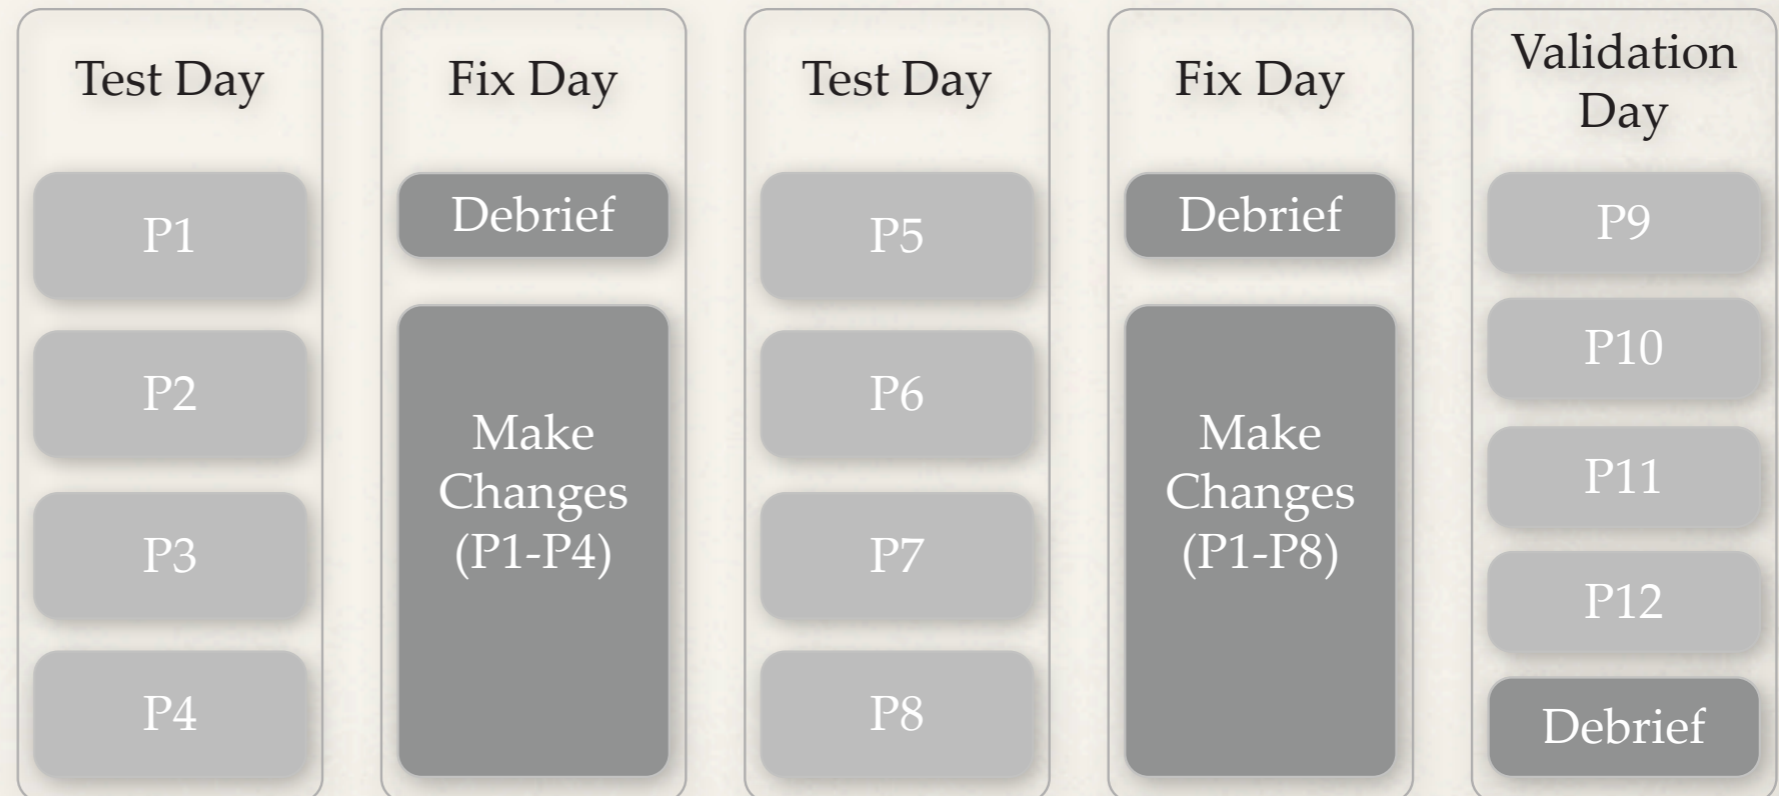 Test Day
P1
P2
P3
P4
Fix Day
Debrief
Make
Changes
(P1-P4)
Test Day
P5
P6
P7
P8
Fix Day
Debrief
Make
Changes
(P1-P8)
Validation
Day
P9
P10
P11
P12
Debrief